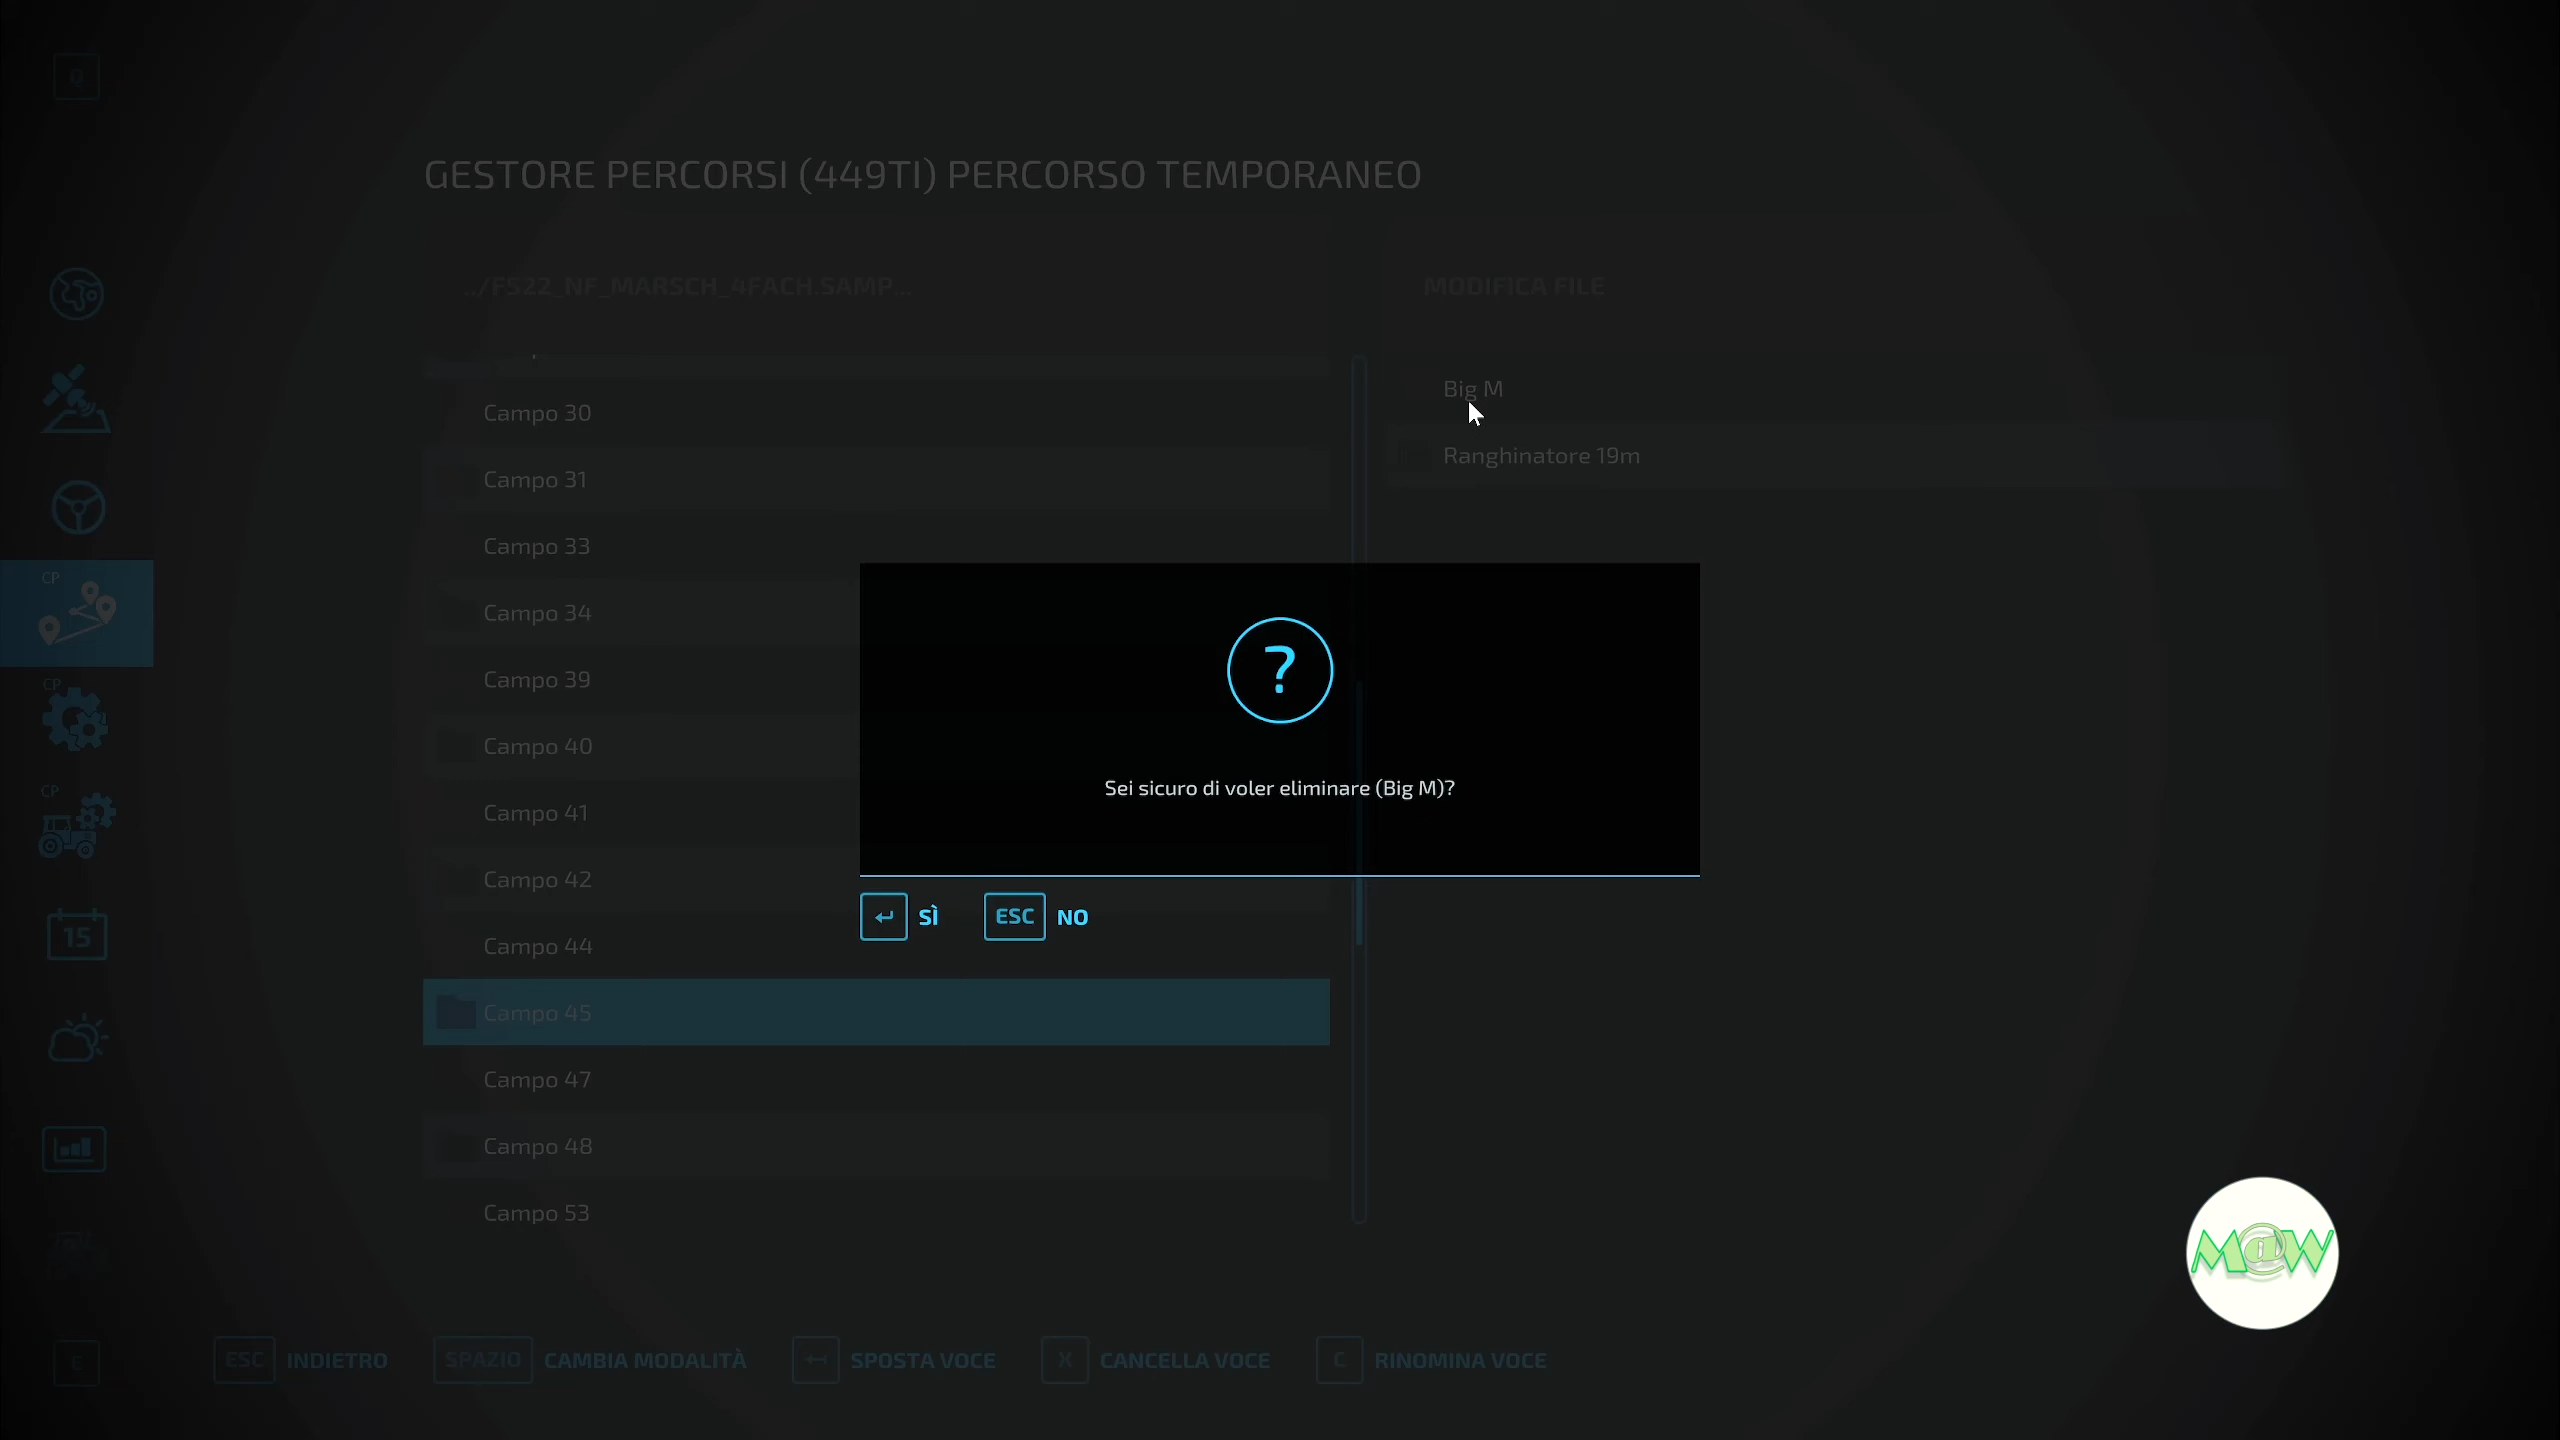 Q
GESTORE PERCORSI (449TI) PERCORSO TEMPORANEO
../FS22_NF_MARSCH_4FACH.SAMP...
MODIFICA FILE
Campo 30
Campo 31
Campo 33
Campo 34
Campo 39
Campo 40
Campo 41
Campo 42
Campo 44
Campo 45
Campo 47
Campo 48
Campo 53
Big M
Ranghinatore 19m
CP
CP
CP
15
?
Sei sicuro di voler eliminare (Big M)?
SÌ
ESC NO
M@W
E
ESC INDIETRO
SPAZIO CAMBIA MODALITÀ
SPOSTA VOCE
X CANCELLA VOCE
C RINOMINA VOCE